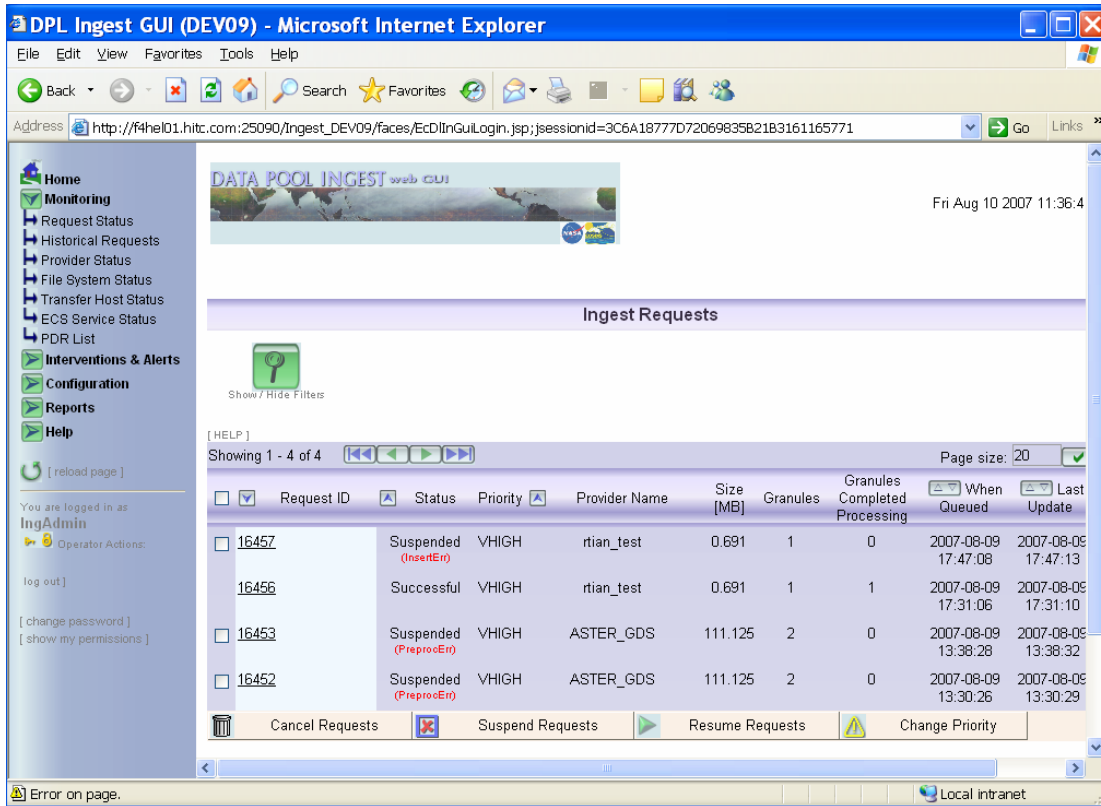 DPL Ingest GUI (DEV09) - Microsoft Internet Explorer
File Edit View Favorites Tools Help
Back Search Favorites
Address http://f4hel01.hitc.com:25090/Ingest_DEV09/faces/EcDlInGuiLogin.jsp;jsessionid=3C6A18777D72069835B21B3161165771 Go Links »
Home
Monitoring
Request Status
Historical Requests
Provider Status
File System Status
Transfer Host Status
ECS Service Status
PDR List
Interventions & Alerts
Configuration
Reports
Help
[ reload page ]
You are logged in as
IngAdmin
Operator Actions:
log out ]
[ change password ]
[ show my permissions ]
DATA POOL INGEST web GUI
NASA
Fri Aug 10 2007 11:36:4
Ingest Requests
Show / Hide Filters
[ HELP ]
Showing 1 - 4 of 4 Page size: 20
Request ID Status Priority Provider Name Size [MB] Granules Granules Completed Processing When Queued Last Update
16457 Suspended (InsertErr) VHIGH rtian_test 0.691 1 0 2007-08-09 17:47:08 2007-08-09 17:47:13
16456 Successful VHIGH rtian_test 0.691 1 1 2007-08-09 17:31:06 2007-08-09 17:31:10
16453 Suspended (PreprocErr) VHIGH ASTER_GDS 111.125 2 0 2007-08-09 13:38:28 2007-08-09 13:38:32
16452 Suspended (PreprocErr) VHIGH ASTER_GDS 111.125 2 0 2007-08-09 13:30:26 2007-08-09 13:30:29
Cancel Requests Suspend Requests Resume Requests Change Priority
Error on page. Local intranet